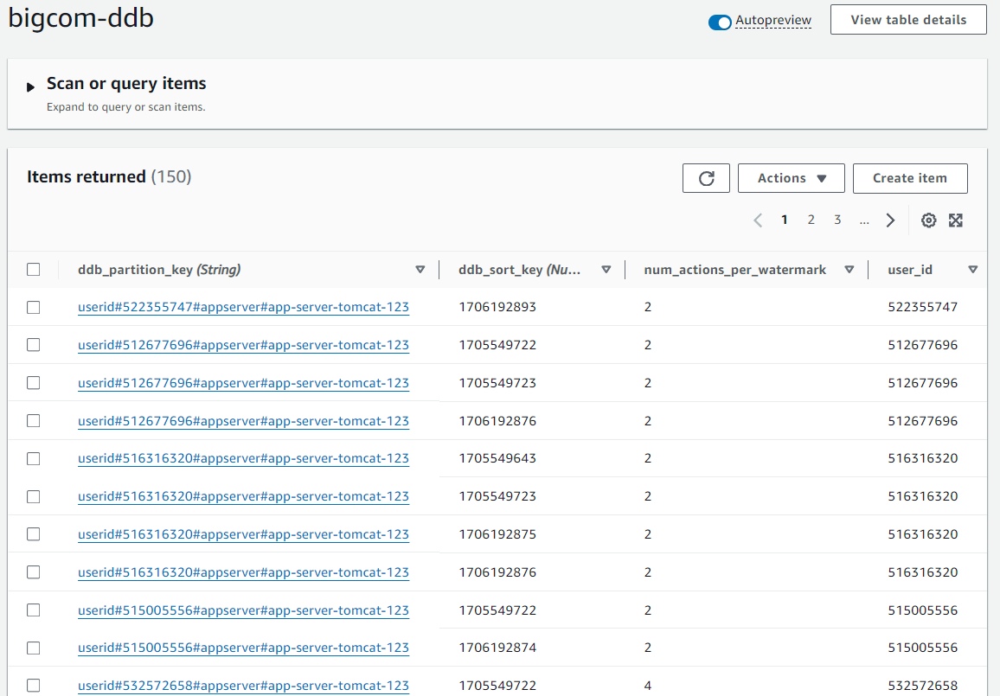 bigcom-ddb
Autopreview
View table details
Scan or query items
Expand to query or scan items.
Items returned (150)
Actions
Create item
1 2 3 ...
ddb_partition_key (String) ddb_sort_key (Nu... num_actions_per_watermark user_id
userid#522355747#appserver#app-server-tomcat-123 1706192893 2 522355747
userid#512677696#appserver#app-server-tomcat-123 1705549722 2 512677696
userid#512677696#appserver#app-server-tomcat-123 1705549723 2 512677696
userid#512677696#appserver#app-server-tomcat-123 1706192876 2 512677696
userid#516316320#appserver#app-server-tomcat-123 1705549643 2 516316320
userid#516316320#appserver#app-server-tomcat-123 1705549723 2 516316320
userid#516316320#appserver#app-server-tomcat-123 1706192875 2 516316320
userid#516316320#appserver#app-server-tomcat-123 1706192876 2 516316320
userid#515005556#appserver#app-server-tomcat-123 1705549722 2 515005556
userid#515005556#appserver#app-server-tomcat-123 1706192874 2 515005556
userid#532572658#appserver#app-server-tomcat-123 1705549722 4 532572658